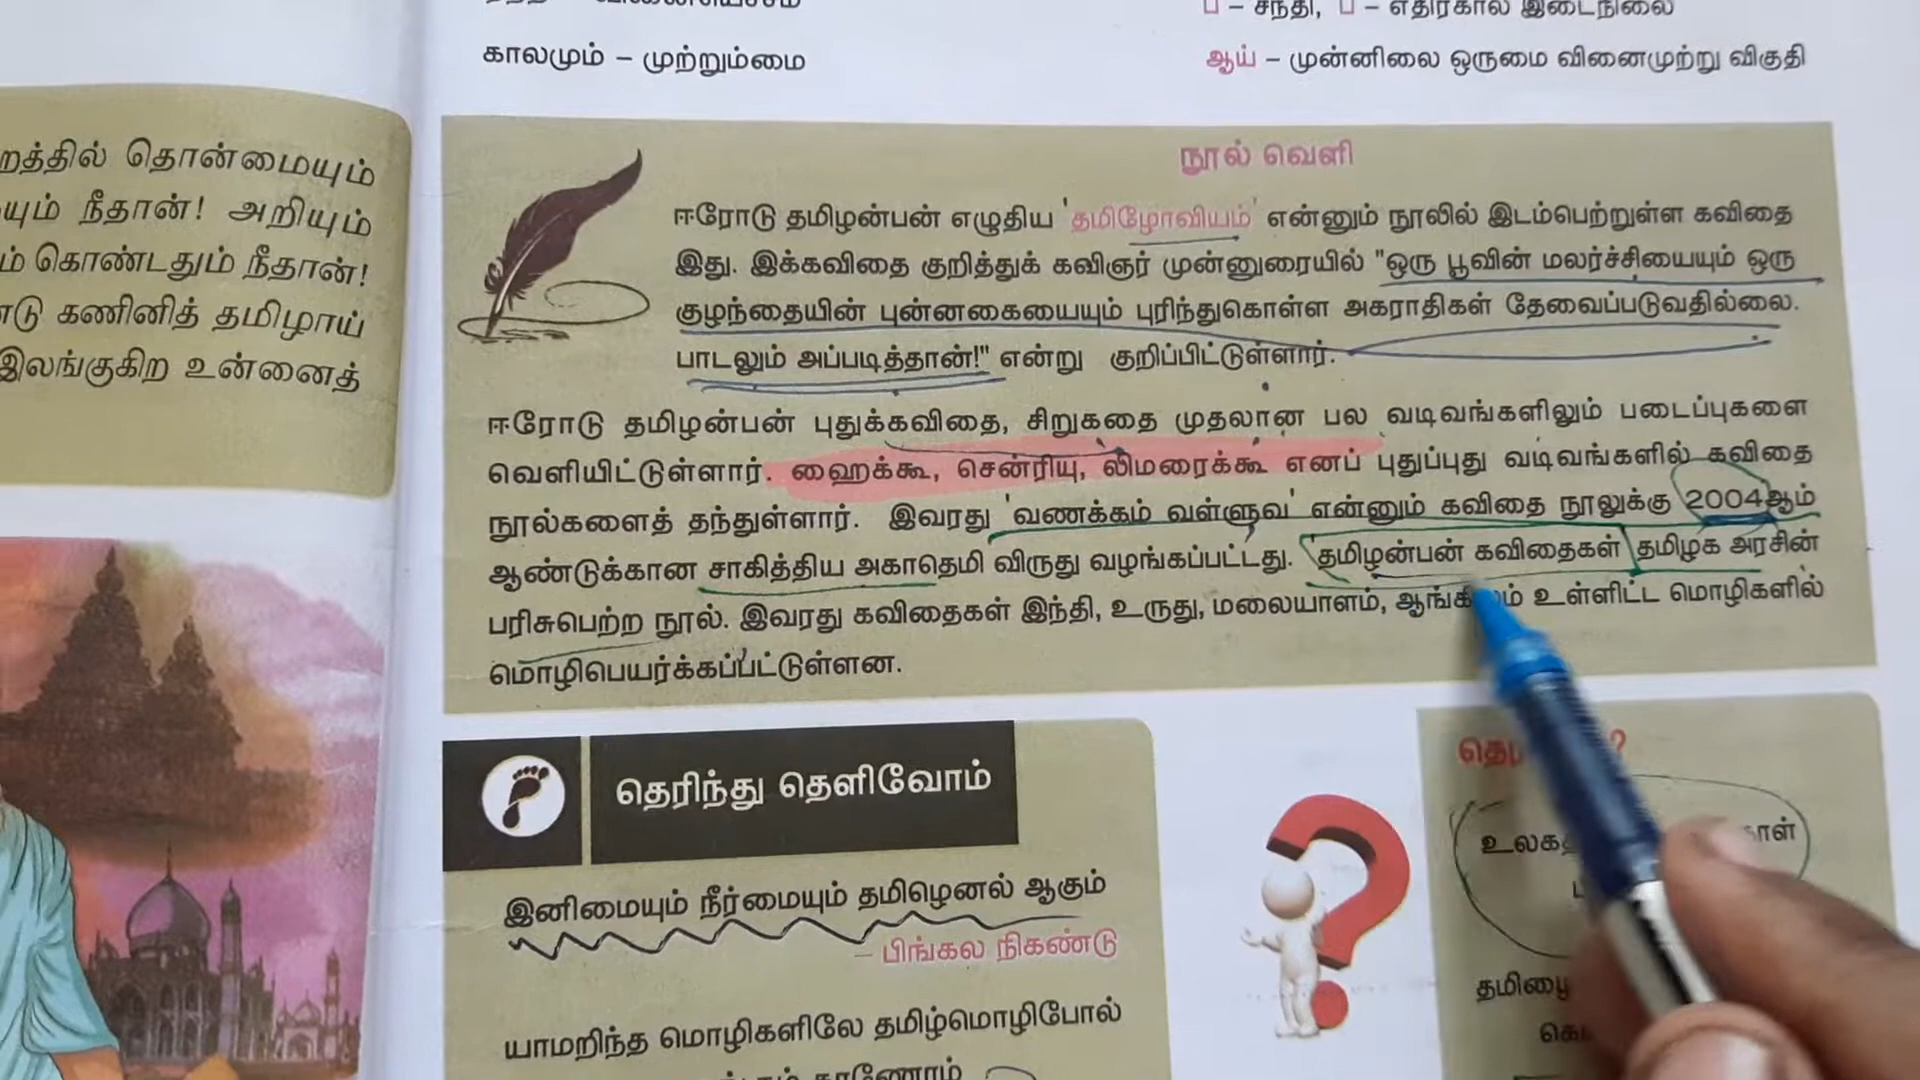 காலமும் – முற்றும்மை
ப – சந்தி, ப – எதிர்கால இடைநிலை
ஆய் – முன்னிலை ஒருமை வினைமுற்று விகுதி
தொன்மையும்
நீதான்! அறியும்
கொண்டதும் நீதான்!
கணினித் தமிழாய்
இலங்குகிற உன்னைத்
நூல் வெளி
ஈரோடு தமிழன்பன் எழுதிய 'தமிழோவியம்' என்னும் நூலில் இடம்பெற்றுள்ள கவிதை
இது. இக்கவிதை குறித்துக் கவிஞர் முன்னுரையில் "ஒரு பூவின் மலர்ச்சியையும் ஒரு
குழந்தையின் புன்னகையையும் புரிந்துகொள்ள அகராதிகள் தேவைப்படுவதில்லை.
பாடலும் அப்படித்தான்!" என்று குறிப்பிட்டுள்ளார்.
ஈரோடு தமிழன்பன் புதுக்கவிதை, சிறுகதை முதலான பல வடிவங்களிலும் படைப்புகளை
வெளியிட்டுள்ளார். ஹைக்கூ, சென்ரியு, லிமரைக்கூ எனப் புதுப்புது வடிவங்களில் கவிதை
நூல்களைத் தந்துள்ளார். இவரது 'வணக்கம் வள்ளுவ' என்னும் கவிதை நூலுக்கு 2004ஆம்
ஆண்டுக்கான சாகித்திய அகாதெமி விருது வழங்கப்பட்டது. 'தமிழன்பன் கவிதைகள்' தமிழக அரசின்
பரிசுபெற்ற நூல். இவரது கவிதைகள் இந்தி, உருது, மலையாளம், உள்ளிட்ட மொழிகளில்
மொழிபெயர்க்கப்பட்டுள்ளன.
தெரிந்து தெளிவோம்
இனிமையும் நீர்மையும் தமிழெனல் ஆகும்
– பிங்கல நிகண்டு
யாமறிந்த மொழிகளிலே தமிழ்மொழிபோல்